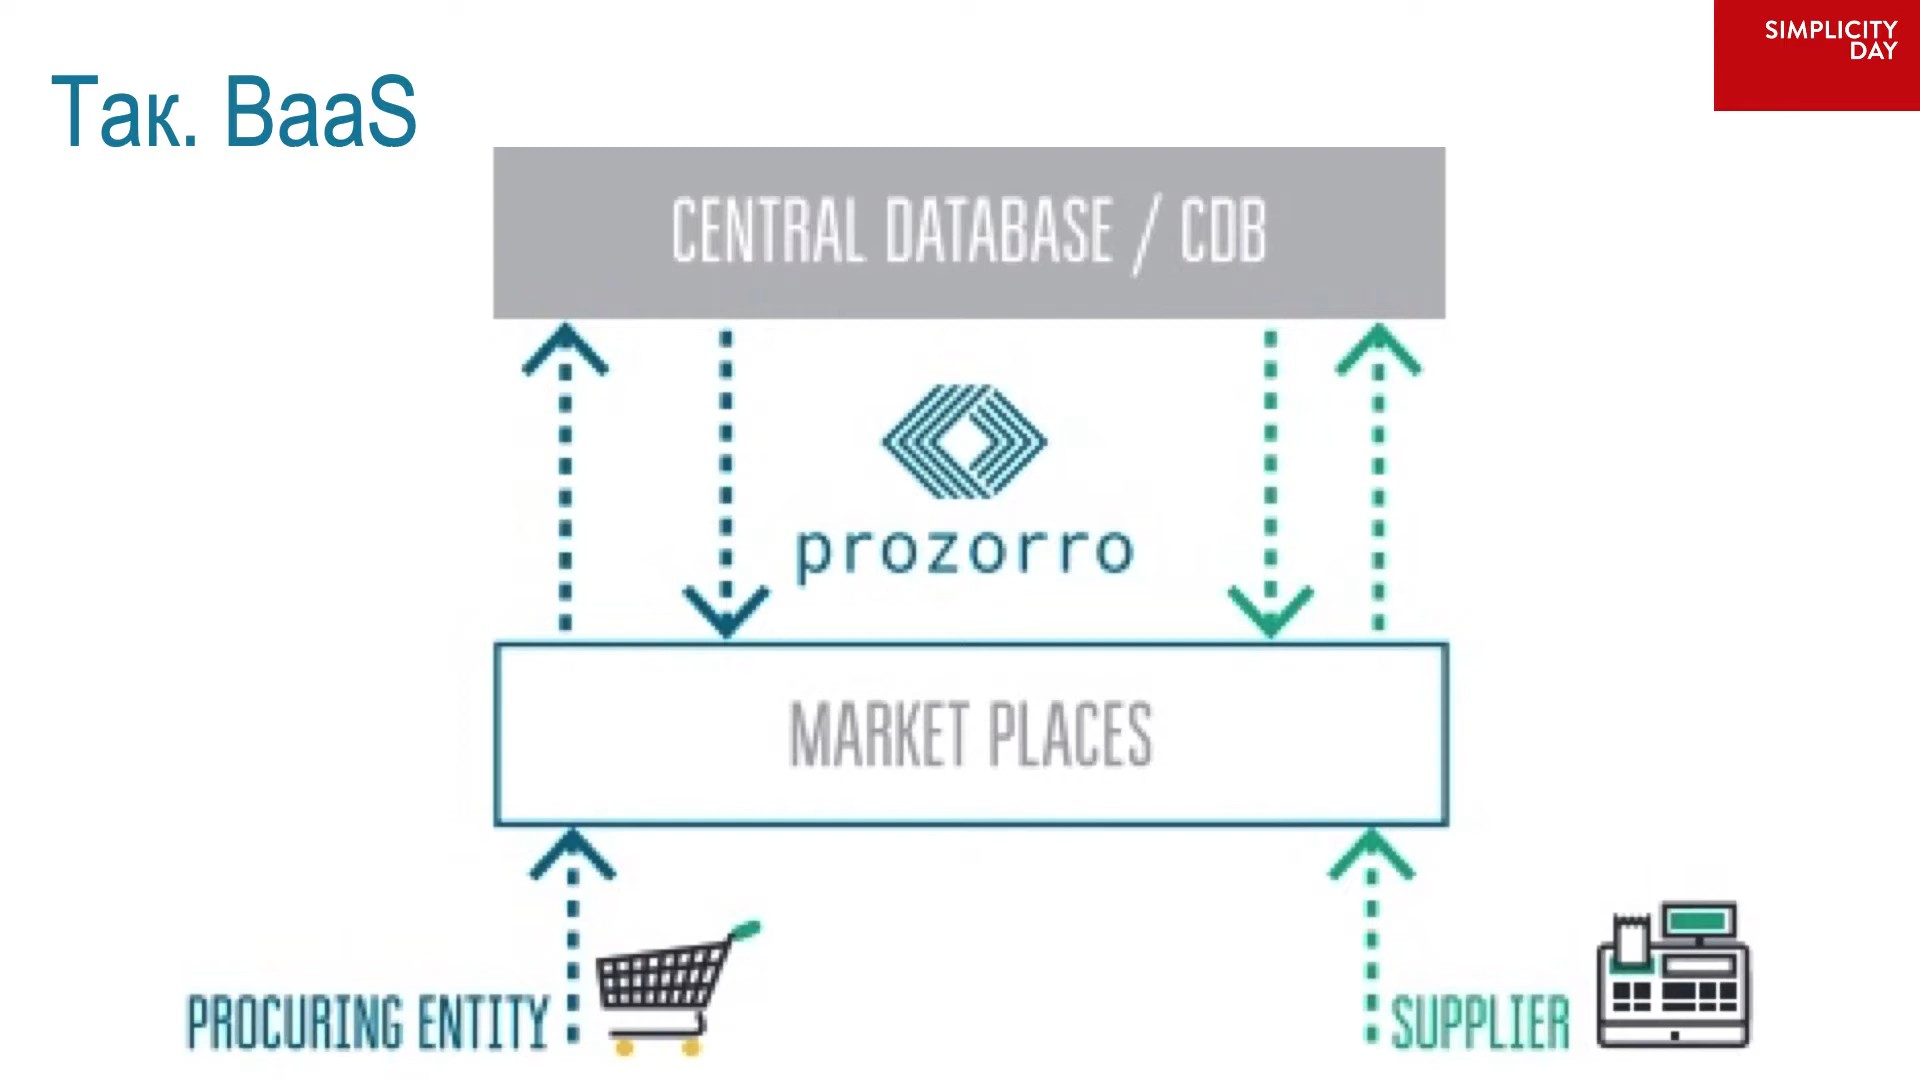 SIMPLICITY
DAY
Так. BaaS
CENTRAL DATABASE / CDB
prozorro
MARKET PLACES
PROCURING ENTITY
SUPPLIER